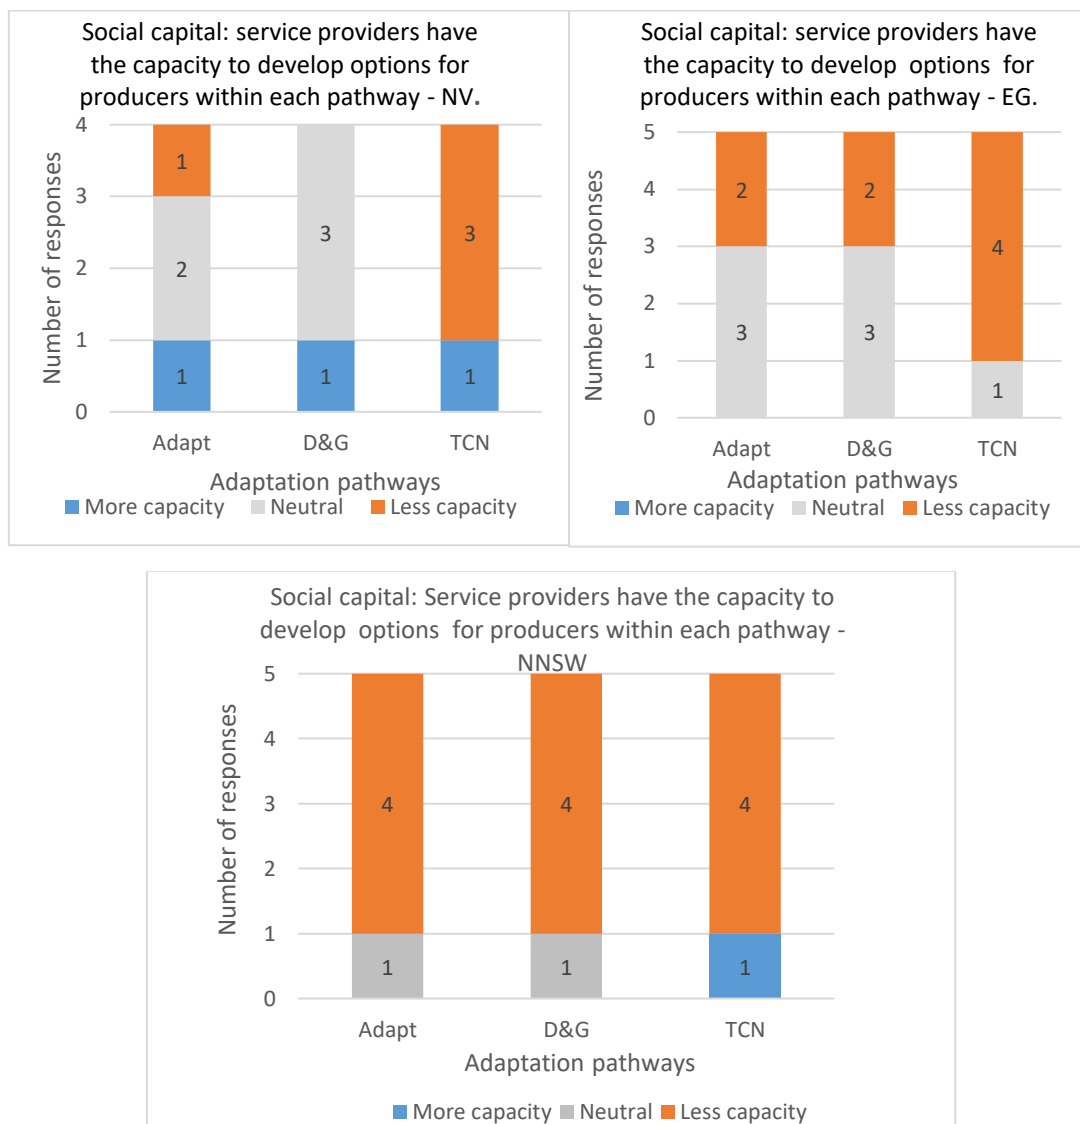 Social capital: service providers have
the capacity to develop options for
producers within each pathway - NV.
Number of responses
4
3
2
1
0
1
2
1
3
1
3
1
Adapt D&G TCN
Adaptation pathways
More capacity Neutral Less capacity
Social capital: service providers have
the capacity to develop options for
producers within each pathway - EG.
Number of responses
5
4
3
2
1
0
2
3
2
3
4
1
Adapt D&G TCN
Adaptation pathways
More capacity Neutral Less capacity
Social capital: Service providers have the capacity to
develop options for producers within each pathway -
NNSW
Number of responses
5
4
3
2
1
0
4
1
4
1
4
1
Adapt D&G TCN
Adaptation pathways
More capacity Neutral Less capacity